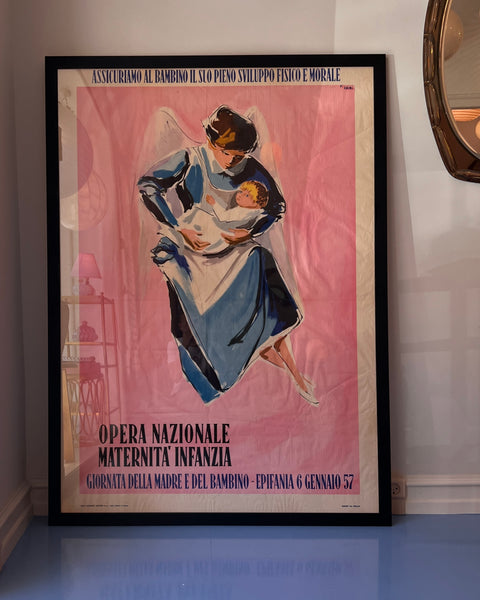 ASSICURIAMO AL BAMBINO IL SUO PIENO SVILUPPO FISICO E MORALE
OPERA NAZIONALE
MATERNITA' INFANZIA
GIORNATA DELLA MADRE E DEL BAMBINO - EPIFANIA 6 GENNAIO 57